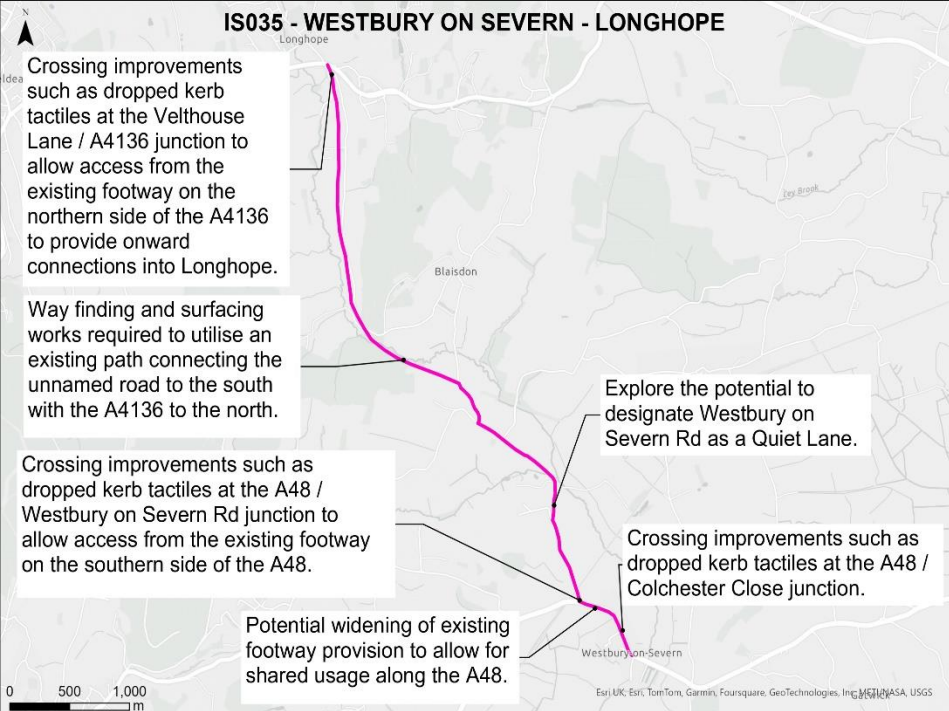 IS035 - WESTBURY ON SEVERN - LONGHOPE
N
Longhope
Crossing improvements
such as dropped kerb
tactiles at the Velthouse
Lane / A4136 junction to
allow access from the
existing footway on the
northern side of the A4136
to provide onward
connections into Longhope.
Ley Brook
Blaisdon
Way finding and surfacing
works required to utilise an
existing path connecting the
unnamed road to the south
with the A4136 to the north.
Explore the potential to
designate Westbury on
Severn Rd as a Quiet Lane.
Crossing improvements such as
dropped kerb tactiles at the A48 /
Westbury on Severn Rd junction to
allow access from the existing footway
on the southern side of the A48.
Crossing improvements such as
dropped kerb tactiles at the A48 /
Colchester Close junction.
Potential widening of existing
footway provision to allow for
shared usage along the A48.
Westbury-on-Severn
0 500 1,000
m
Esri UK, Esri, TomTom, Garmin, Foursquare, GeoTechnologies, Inc, METI/NASA, USGS